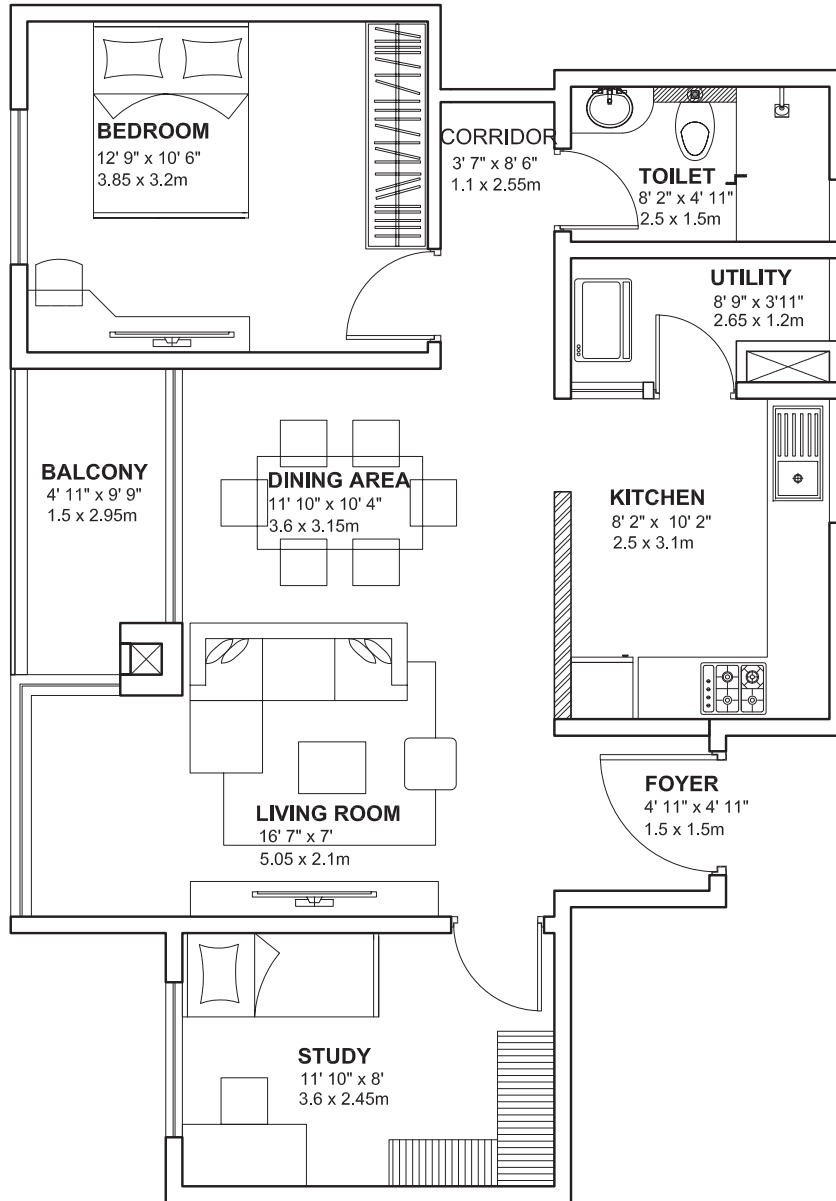 BEDROOM
12' 9" x 10' 6"
3.85 x 3.2m
CORRIDOR
3' 7" x 8' 6"
1.1 x 2.55m
TOILET
8' 2" x 4' 11"
2.5 x 1.5m
UTILITY
8' 9" x 3'11"
2.65 x 1.2m
BALCONY
4' 11" x 9' 9"
1.5 x 2.95m
DINING AREA
11' 10" x 10' 4"
3.6 x 3.15m
KITCHEN
8' 2" x 10' 2"
2.5 x 3.1m
LIVING ROOM
16' 7" x 7'
5.05 x 2.1m
FOYER
4' 11" x 4' 11"
1.5 x 1.5m
STUDY
11' 10" x 8'
3.6 x 2.45m